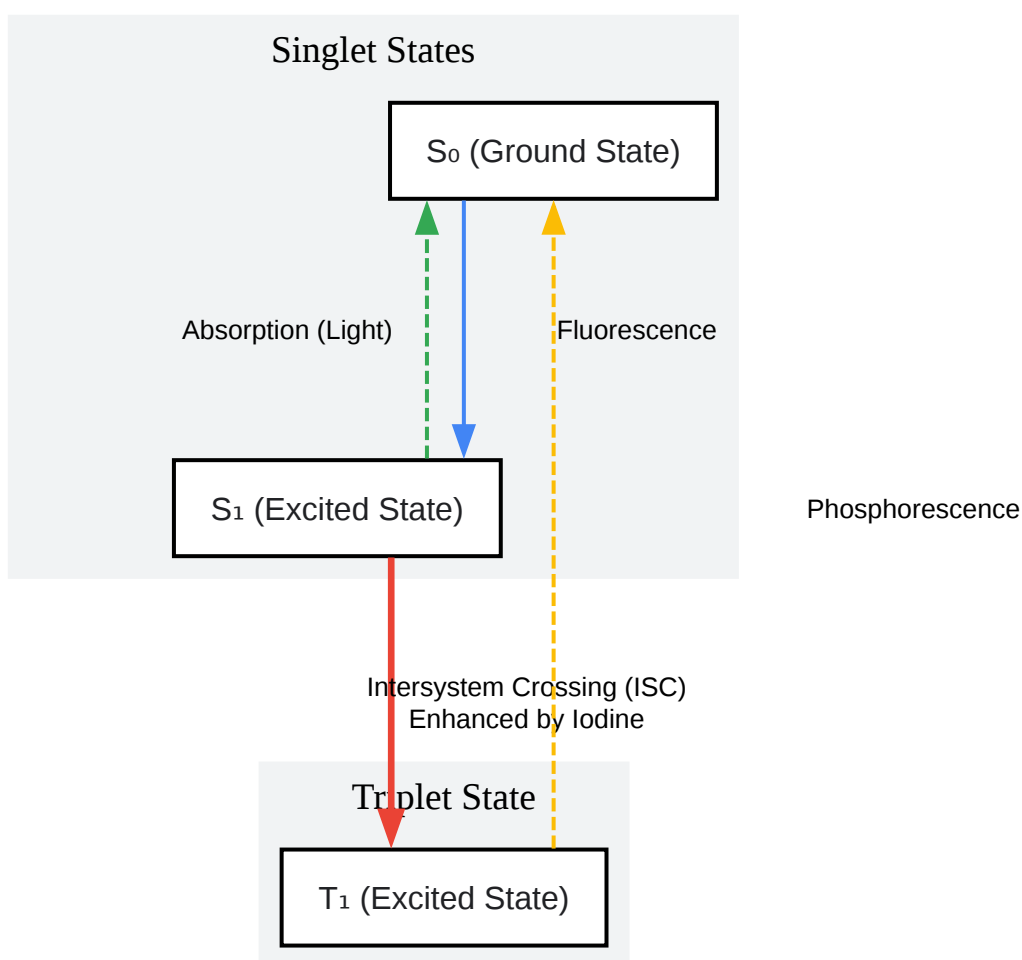 Singlet States
S₀ (Ground State)
Absorption (Light)
Fluorescence
S₁ (Excited State)
Phosphorescence
Intersystem Crossing (ISC)
Enhanced by Iodine
Triplet State
T₁ (Excited State)